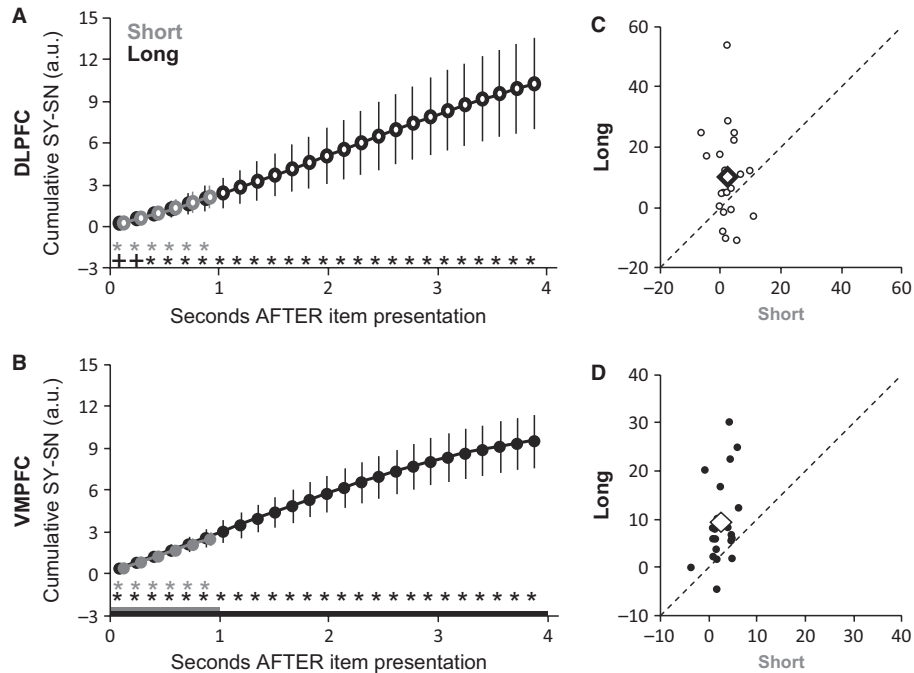 A
DLPFC
Cumulative SY-SN (a.u.)
15
12
9
6
3
0
−3
Short
Long
* * * * * *
+ + * * * * * * * * * * * * * * * * * * * * * *
0 1 2 3 4
Seconds AFTER item presentation
C
Long
60
40
20
0
−20
−20 0 20 40 60
Short
B
VMPFC
Cumulative SY-SN (a.u.)
15
12
9
6
3
0
−3
* * * * * *
* * * * * * * * * * * * * * * * * * * * * * * *
0 1 2 3 4
Seconds AFTER item presentation
D
Long
40
30
20
10
0
−10
−10 0 10 20 30 40
Short